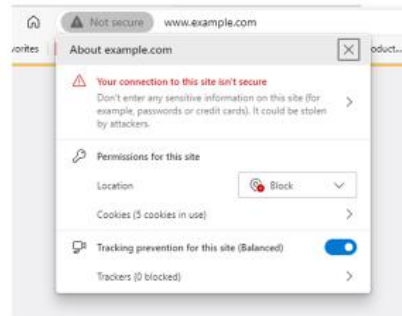 Not secure www.example.com
vorites
oduct...
About example.com
Your connection to this site isn't secure
Don't enter any sensitive information on this site (for
example, passwords or credit cards). It could be stolen
by attackers.
Permissions for this site
Location Block
Cookies (5 cookies in use)
Tracking prevention for this site (Balanced)
Trackers (0 blocked)